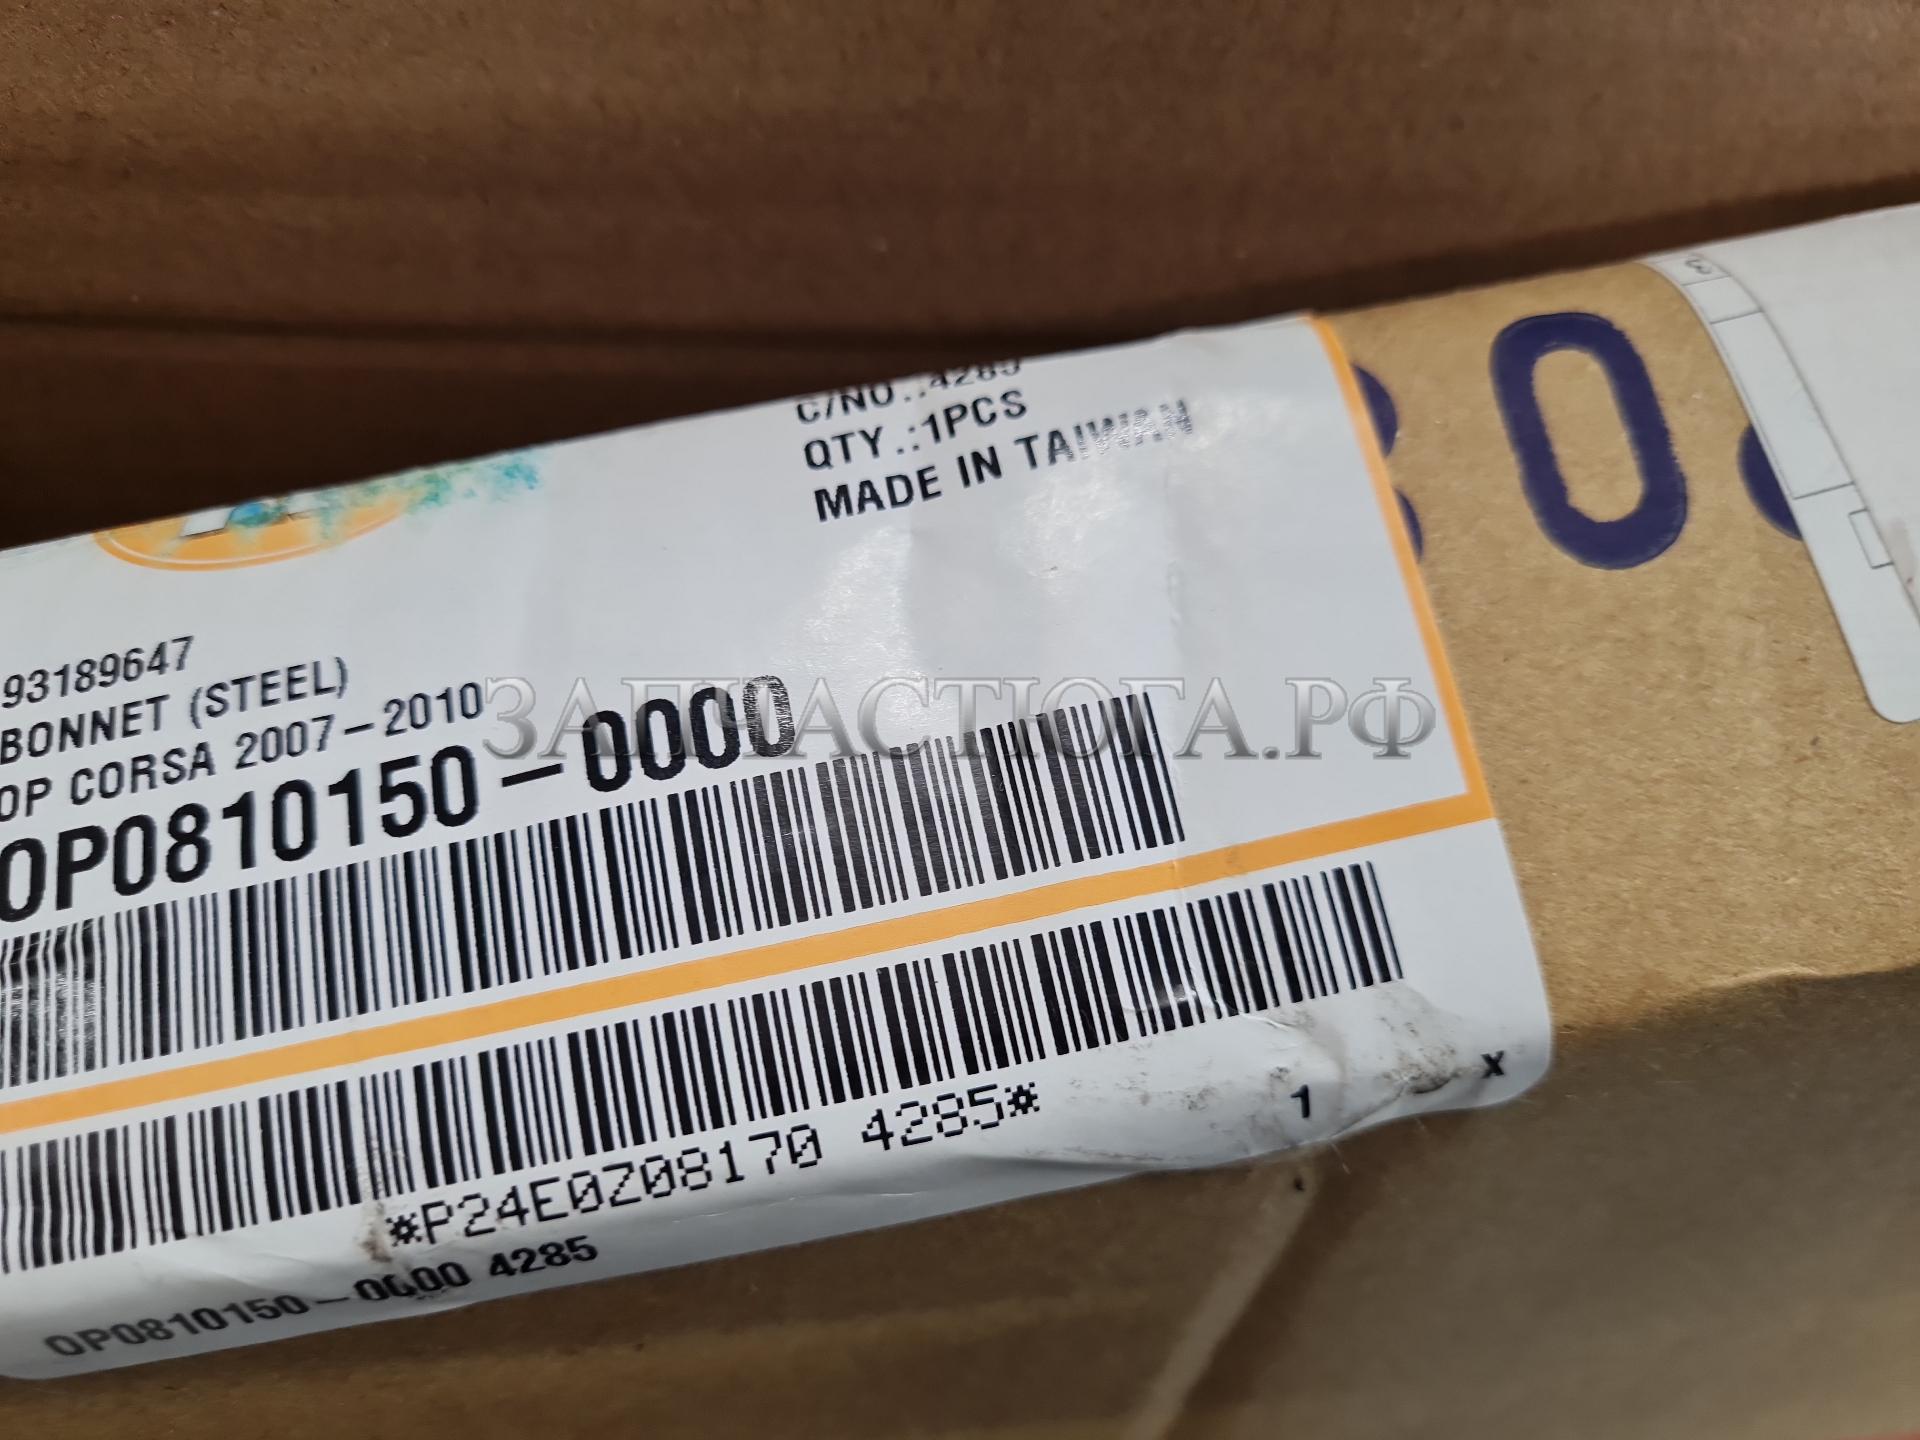 C/NO.:4285
QTY.:1PCS
MADE IN TAIWAN
93189647
BONNET (STEEL)
OP CORSA 2007-2010
OP0810150-0000
ЗАПЧАСТЮГА.РФ
*P24E0Z08170 4285*
1 X
OP0810150-0000 4285
0